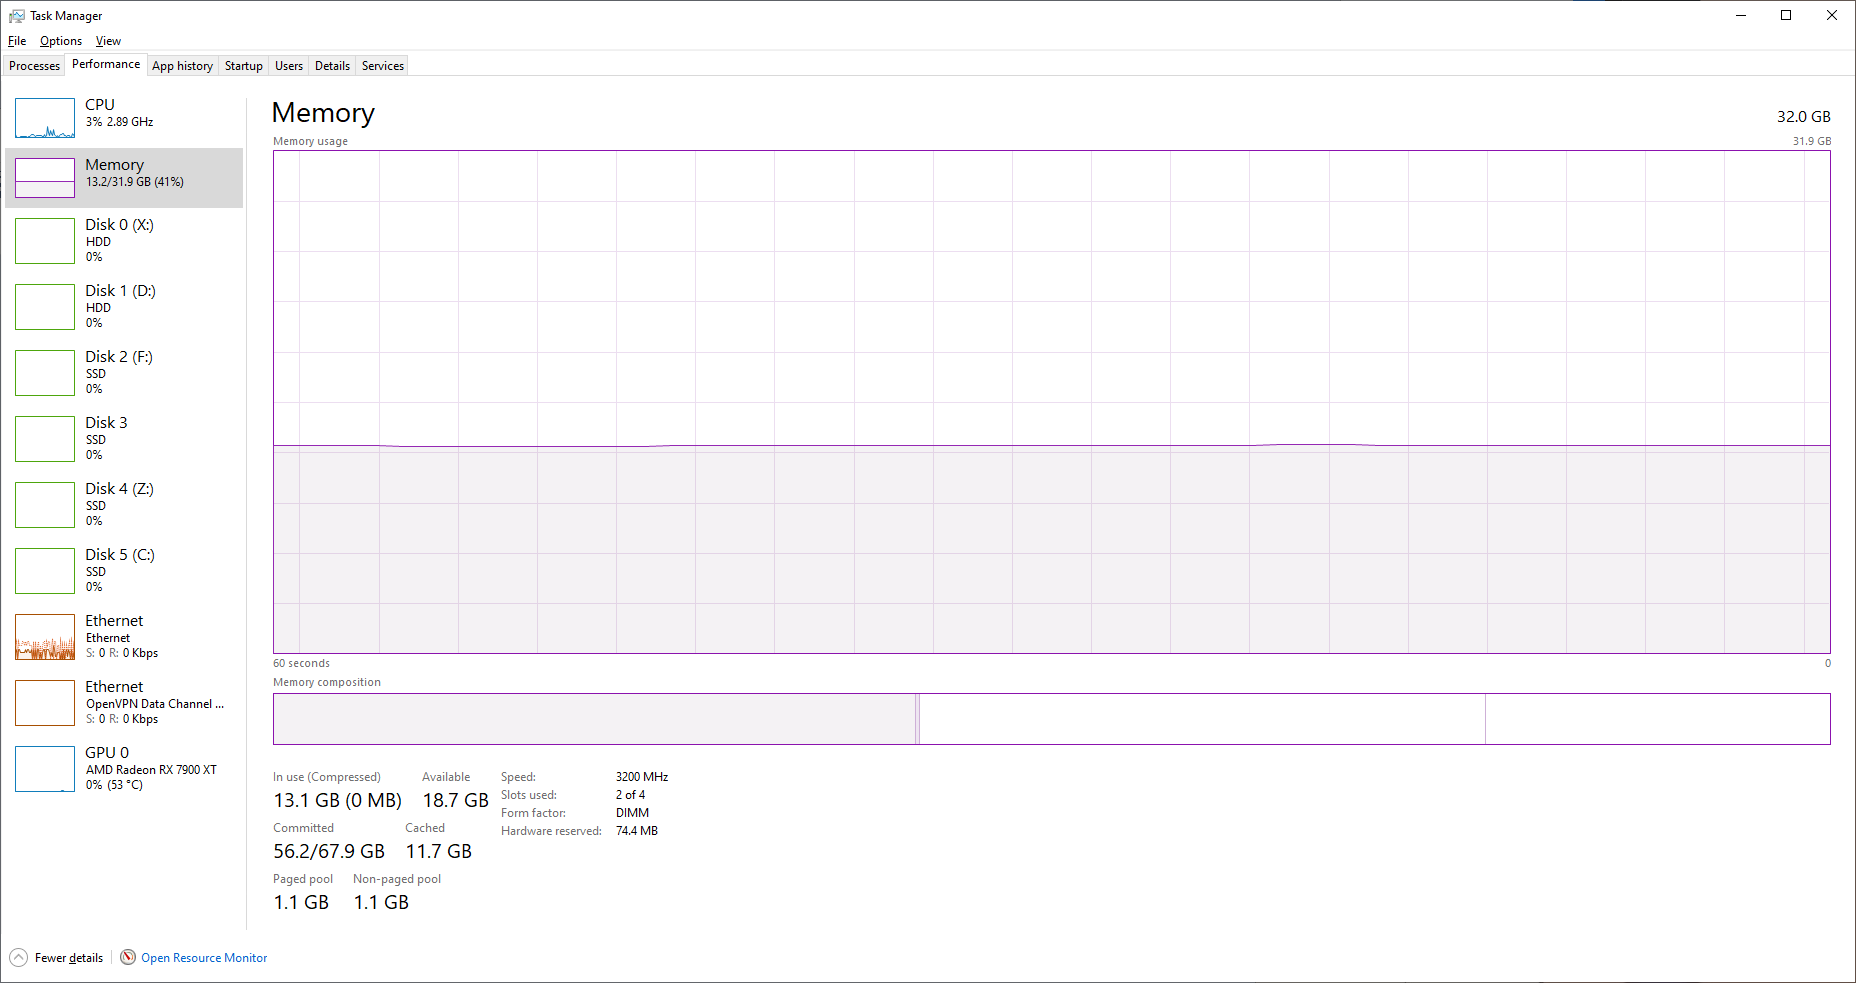 Task Manager
File Options View
Processes Performance App history Startup Users Details Services
CPU
3% 2.89 GHz
Memory
13.2/31.9 GB (41%)
Disk 0 (X:)
HDD
0%
Disk 1 (D:)
HDD
0%
Disk 2 (F:)
SSD
0%
Disk 3
SSD
0%
Disk 4 (Z:)
SSD
0%
Disk 5 (C:)
SSD
0%
Ethernet
Ethernet
S: 0 R: 0 Kbps
Ethernet
OpenVPN Data Channel ...
S: 0 R: 0 Kbps
GPU 0
AMD Radeon RX 7900 XT
0% (53 °C)
Memory 32.0 GB
Memory usage 31.9 GB
60 seconds 0
Memory composition
In use (Compressed) Available
13.1 GB (0 MB) 18.7 GB
Committed Cached
56.2/67.9 GB 11.7 GB
Paged pool Non-paged pool
1.1 GB 1.1 GB
Speed: 3200 MHz
Slots used: 2 of 4
Form factor: DIMM
Hardware reserved: 74.4 MB
Fewer details Open Resource Monitor